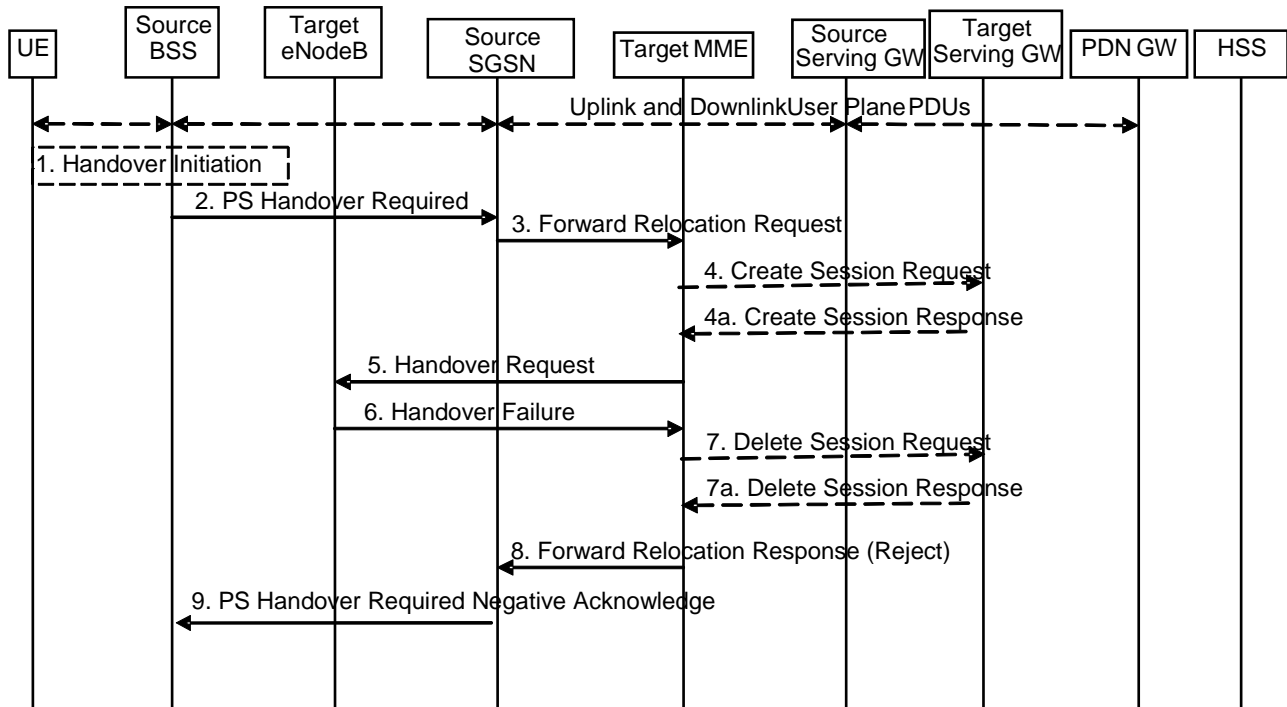 UE
Source
BSS
Target
eNodeB
Source
SGSN
Target MME
Source
Serving GW
Target
Serving GW
PDN GW
HSS
Uplink and DownlinkUser Plane PDUs
1. Handover Initiation
2. PS Handover Required
3. Forward Relocation Request
4. Create Session Request
4a. Create Session Response
5. Handover Request
6. Handover Failure
7. Delete Session Request
7a. Delete Session Response
8. Forward Relocation Response (Reject)
9. PS Handover Required Negative Acknowledge